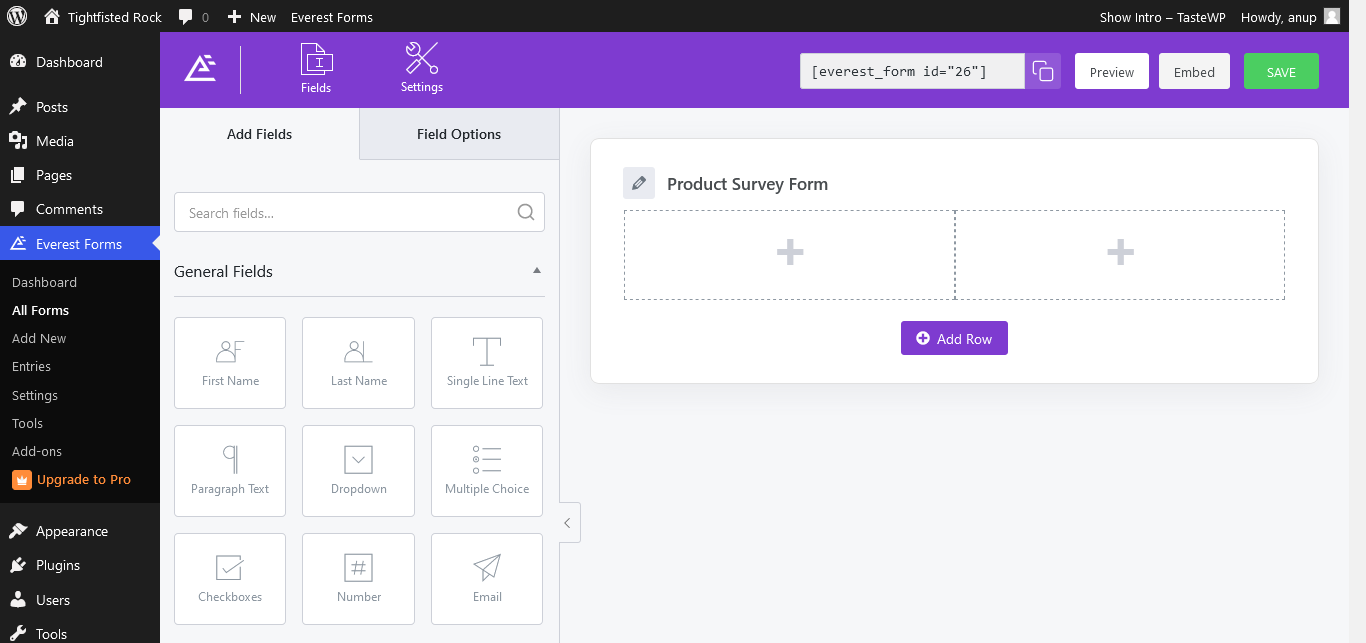 Tightfisted Rock 0 New Everest Forms Show Intro – TasteWP Howdy, anup
Dashboard
Posts
Media
Pages
Comments
Everest Forms
Dashboard
All Forms
Add New
Entries
Settings
Tools
Add-ons
Upgrade to Pro
Appearance
Plugins
Users
Tools
Fields
Settings
[everest_form id="26"]
Preview
Embed
SAVE
Add Fields
Field Options
Search fields...
General Fields
First Name
Last Name
Single Line Text
Paragraph Text
Dropdown
Multiple Choice
Checkboxes
Number
Email
Product Survey Form
Add Row